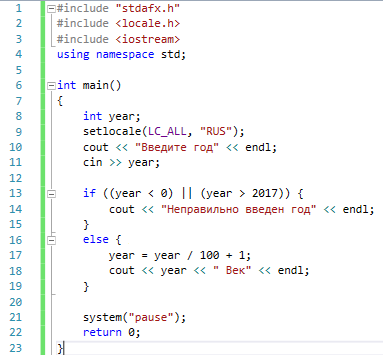 1 #include "stdafx.h"
2 #include <locale.h>
3 #include <iostream>
4 using namespace std;
5
6 int main()
7 {
8 int year;
9 setlocale(LC_ALL, "RUS");
10 cout << "Введите год" << endl;
11 cin >> year;
12
13 if ((year < 0) || (year > 2017)) {
14 cout << "Неправильно введен год" << endl;
15 }
16 else {
17 year = year / 100 + 1;
18 cout << year << " Век" << endl;
19 }
20
21 system("pause");
22 return 0;
23 }